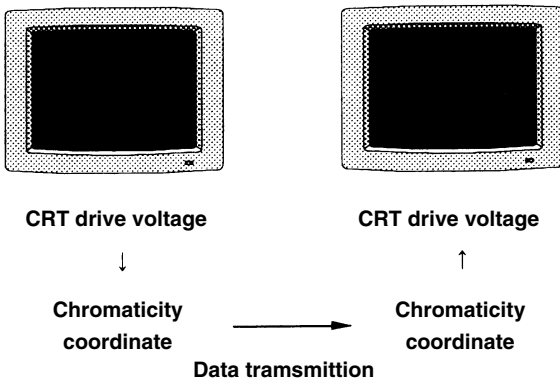 CRT drive voltage
CRT drive voltage
↓
↑
Chromaticity
coordinate
Chromaticity
coordinate
Data tramsmittion